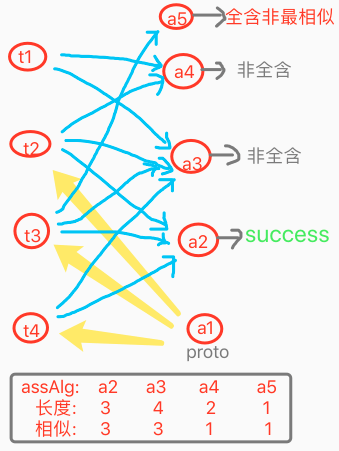 a5 全含非最相似
t1
a4 非全含
t2
a3 非全含
t3
a2 success
t4
a1
proto
assAlg: a2 a3 a4 a5
长度: 3 4 2 1
相似: 3 3 1 1